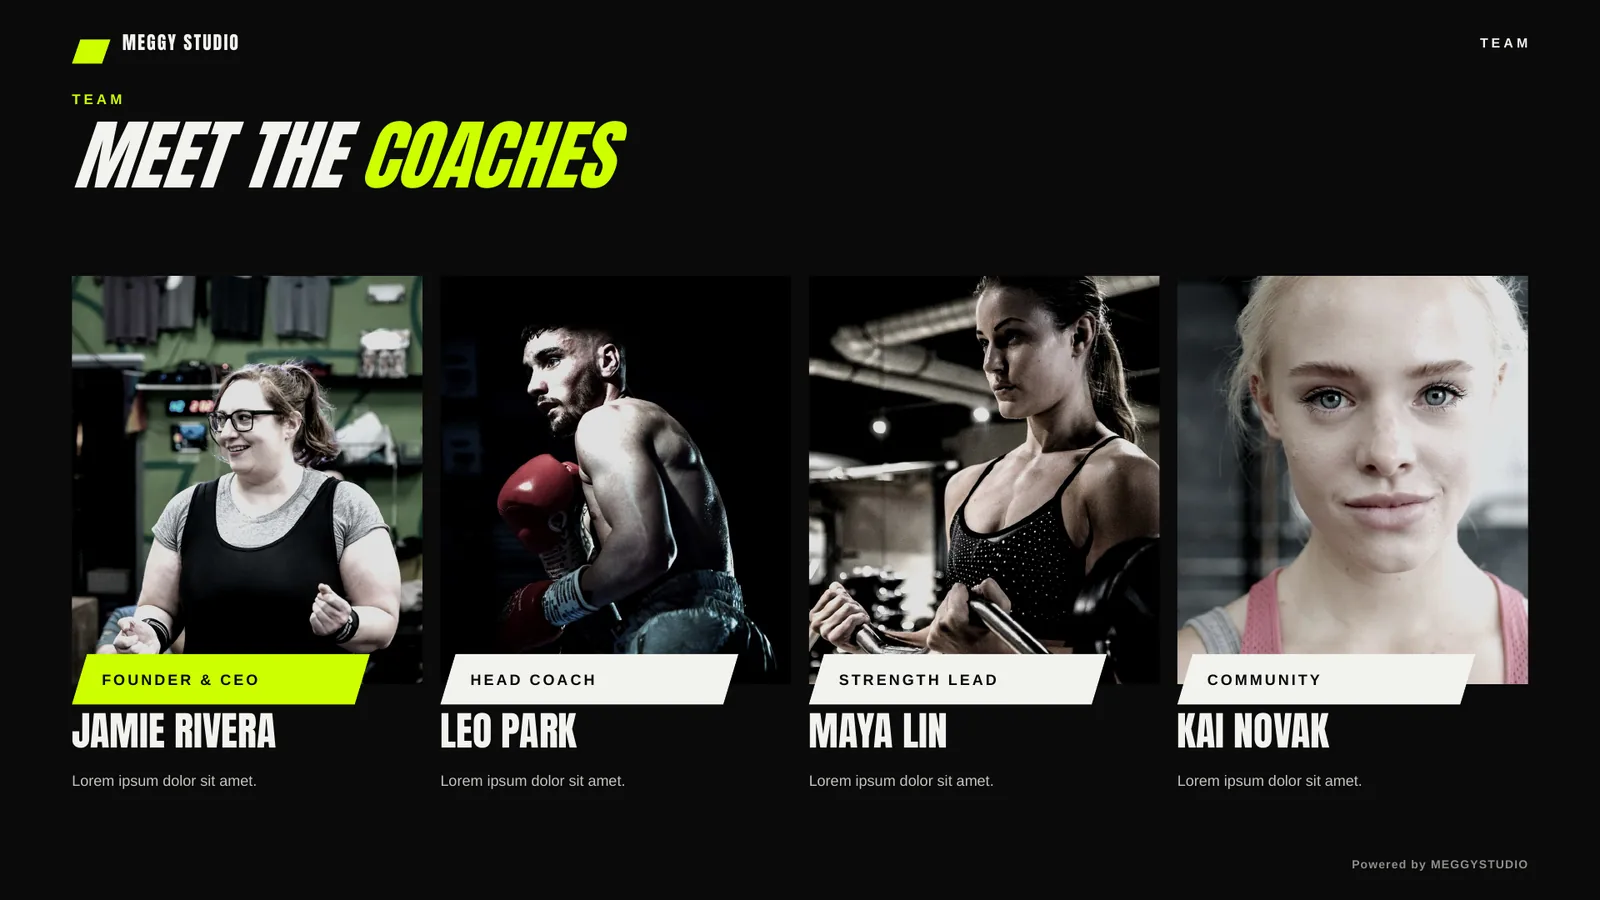 MEGGY STUDIO
TEAM
TEAM
MEET THE COACHES
FOUNDER & CEO
JAMIE RIVERA
Lorem ipsum dolor sit amet.
HEAD COACH
LEO PARK
Lorem ipsum dolor sit amet.
STRENGTH LEAD
MAYA LIN
Lorem ipsum dolor sit amet.
COMMUNITY
KAI NOVAK
Lorem ipsum dolor sit amet.
Powered by MEGGYSTUDIO